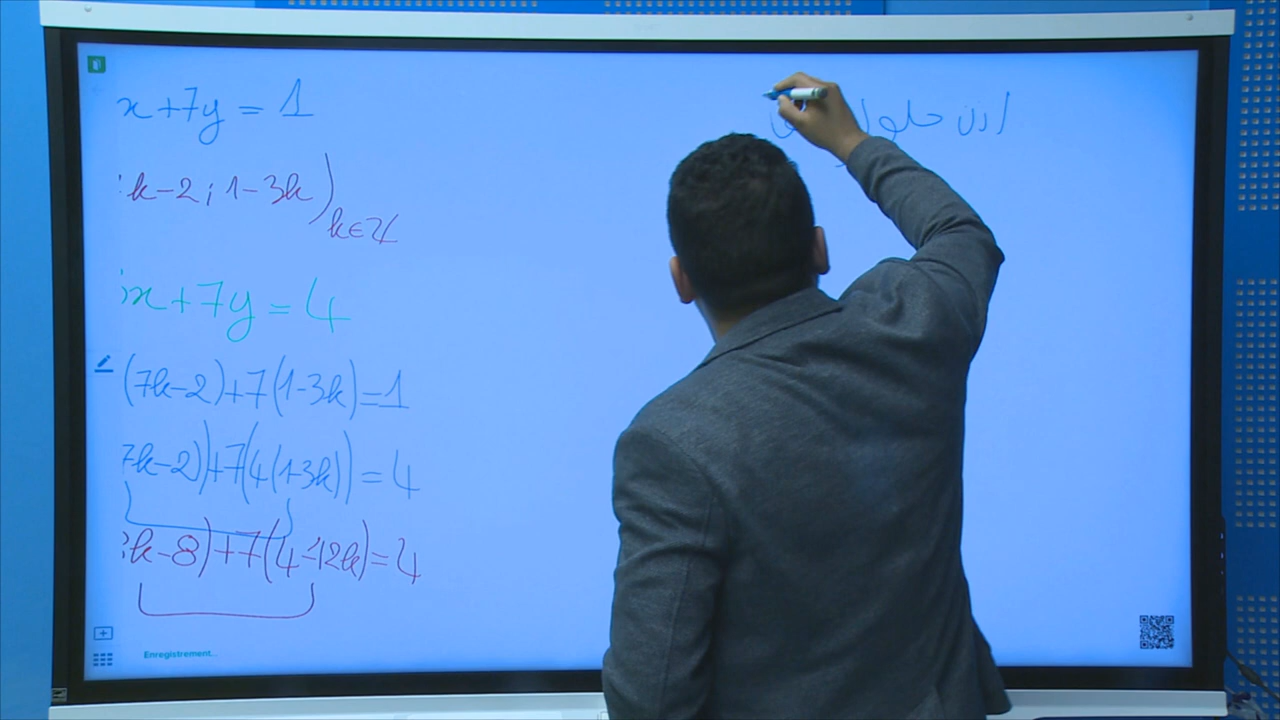 x+7y = 1
k-2 ; 1-3k) k∈ℤ
x+7y = 4
(7k-2)+7(1-3k)=1
7k-2))+7(4(1+3k))=4
k-8)+7(4-12k)=4
Enregistrement...
اذن حلول